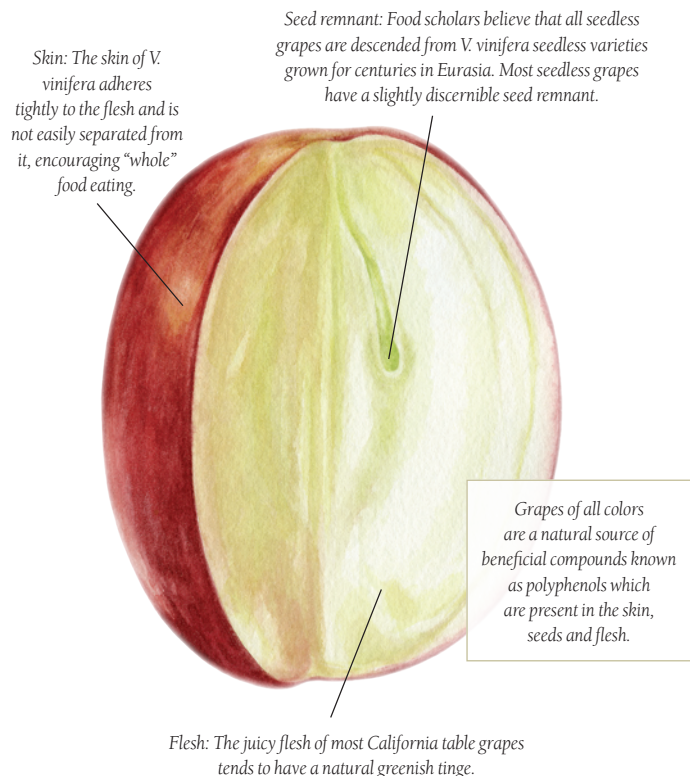 Seed remnant: Food scholars believe that all seedless
grapes are descended from V. vinifera seedless varieties
grown for centuries in Eurasia. Most seedless grapes
have a slightly discernible seed remnant.
Skin: The skin of V.
vinifera adheres
tightly to the flesh and is
not easily separated from
it, encouraging “whole”
food eating.
Grapes of all colors
are a natural source of
beneficial compounds known
as polyphenols which
are present in the skin,
seeds and flesh.
Flesh: The juicy flesh of most California table grapes
tends to have a natural greenish tinge.